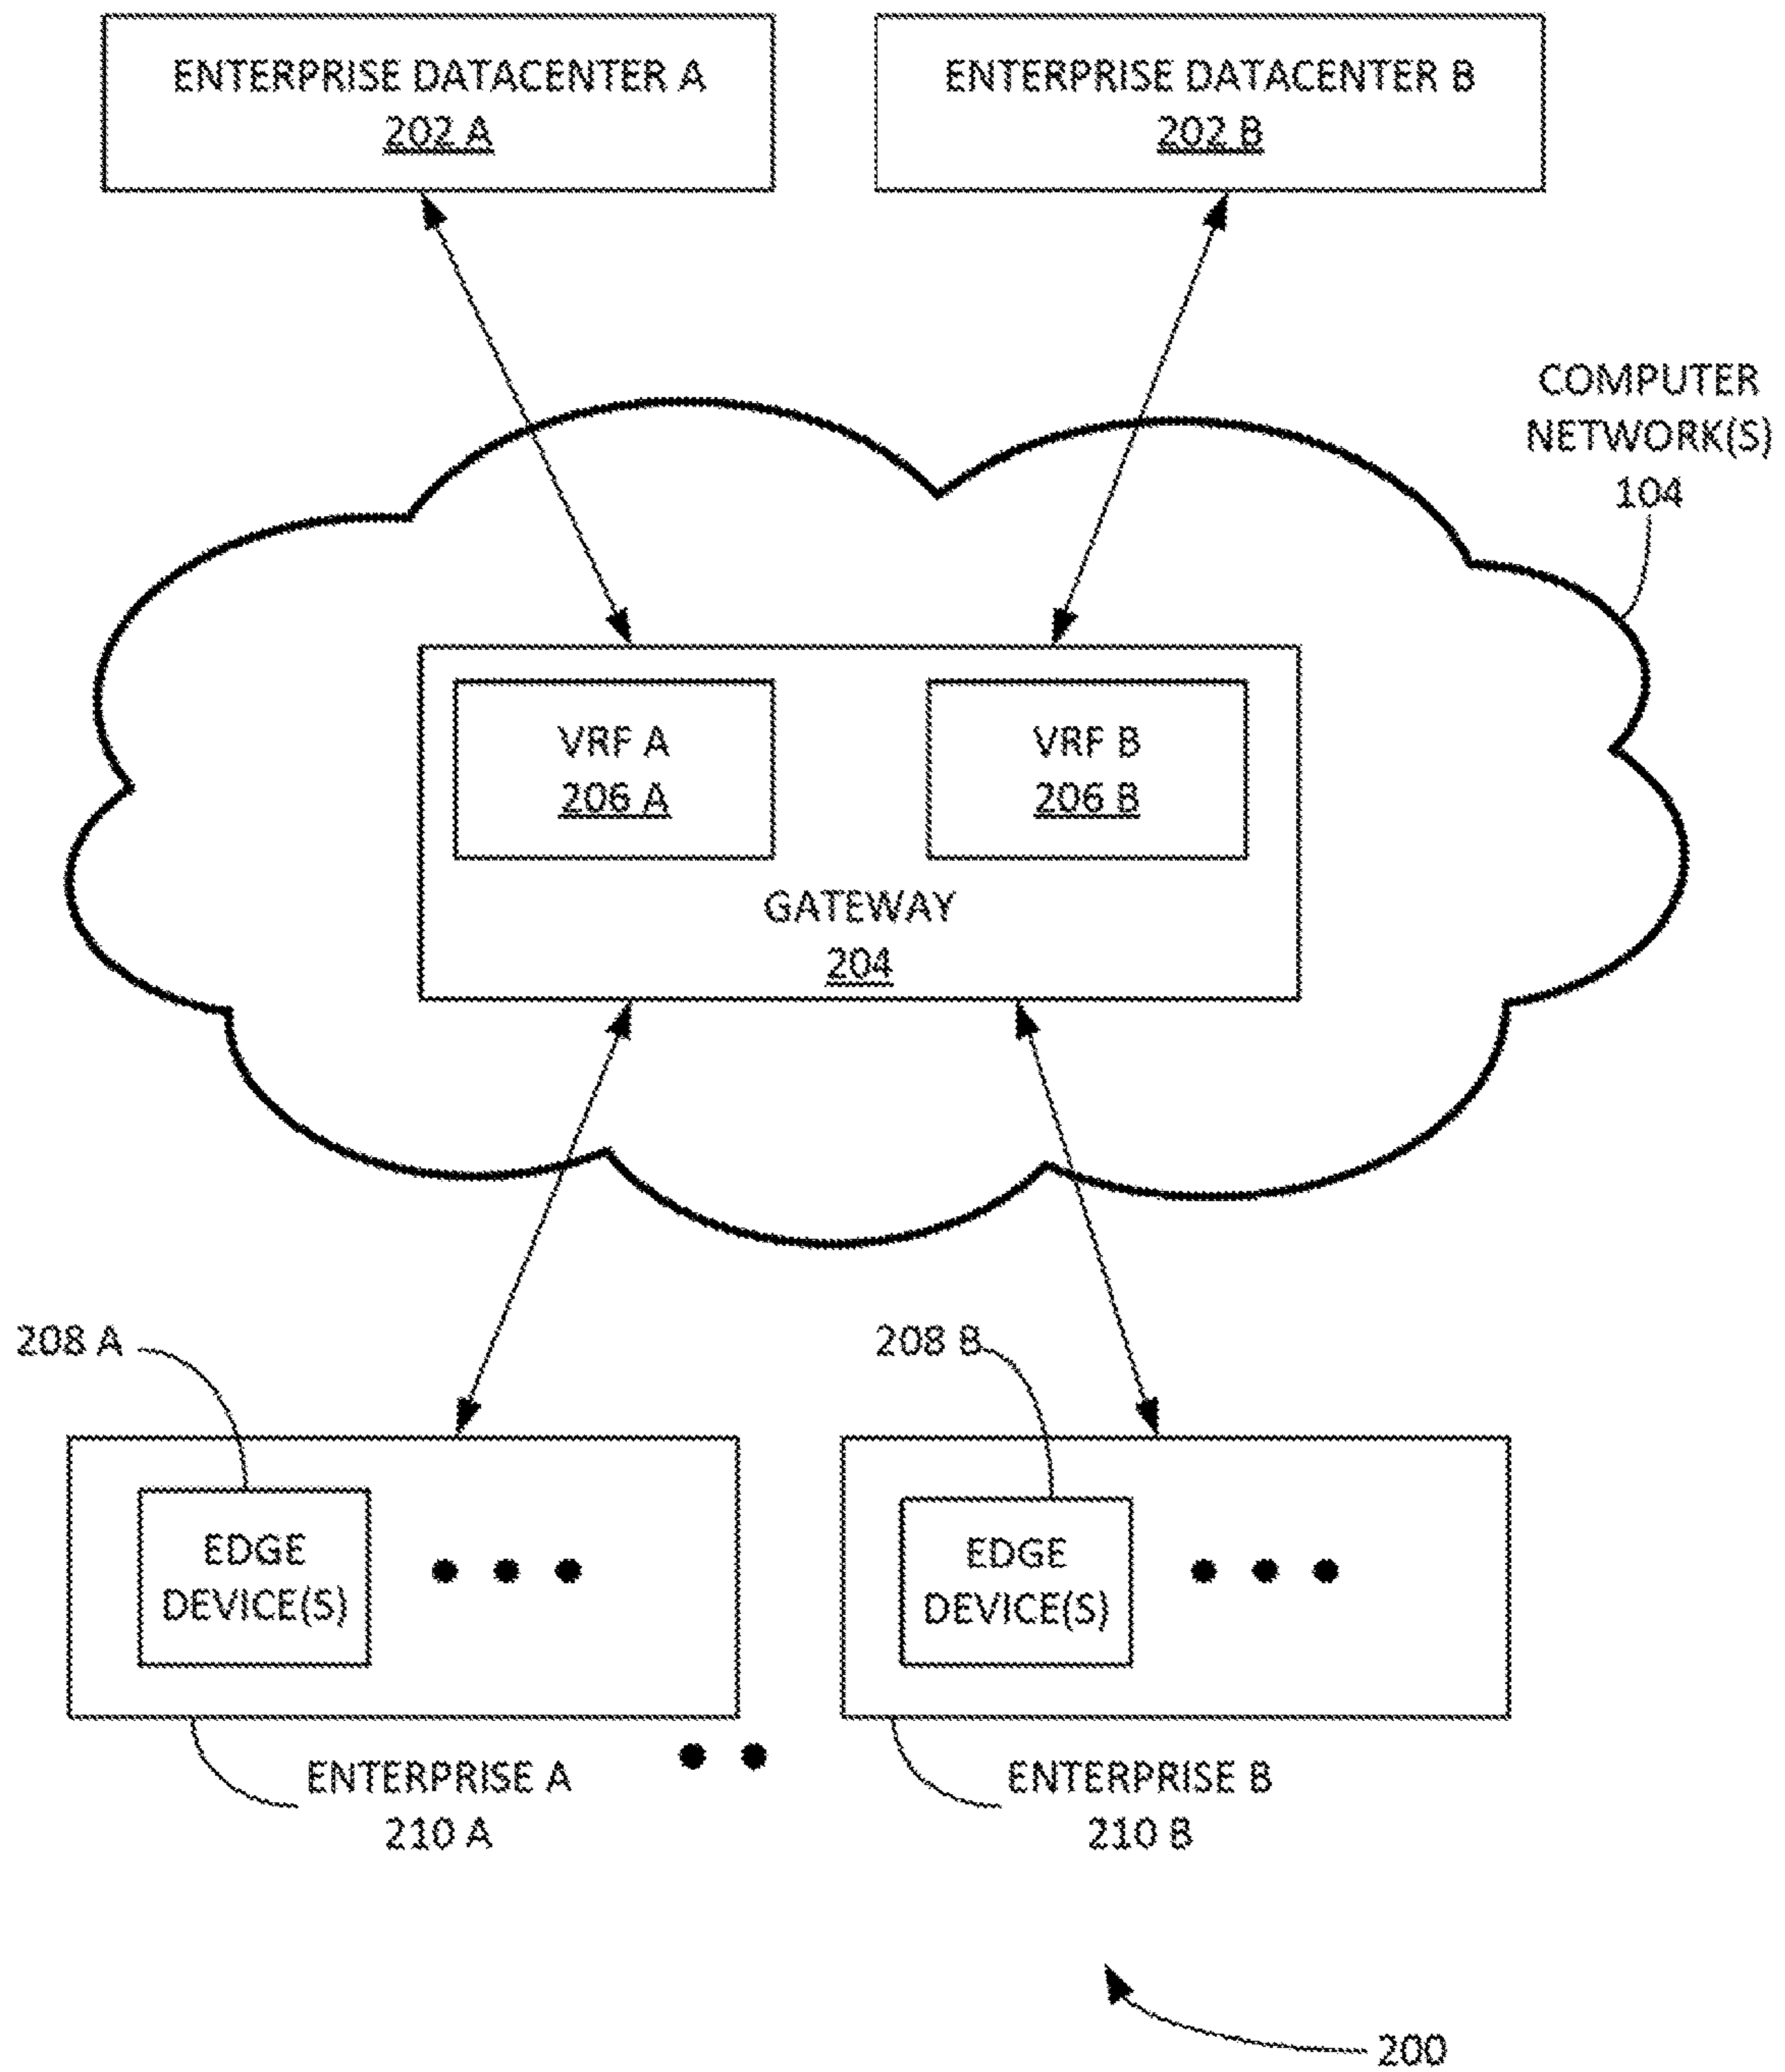 ENTERPRISE DATACENTER A
202 A
ENTERPRISE DATACENTER B
202 B
COMPUTER
NETWORK(S)
104
VRF A
206 A
VRF B
206 B
GATEWAY
204
208 A
208 B
EDGE
DEVICE(S)
EDGE
DEVICE(S)
ENTERPRISE A
210 A
ENTERPRISE B
210 B
200